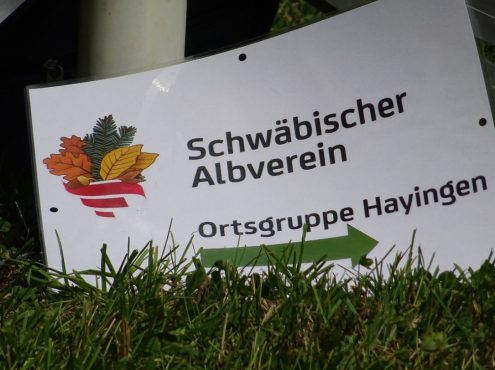 Schwäbischer
Albverein
Ortsgruppe Hayingen